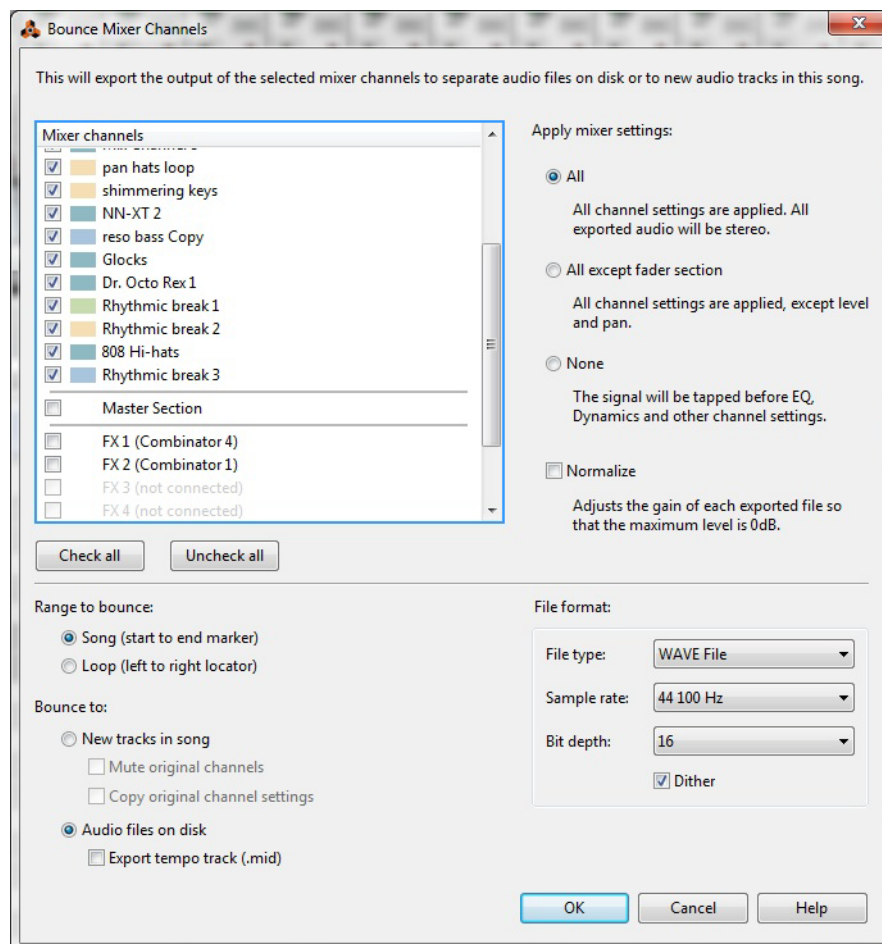 Bounce Mixer Channels
This will export the output of the selected mixer channels to separate audio files on disk or to new audio tracks in this song.
Mixer channels
pan hats loop
shimmering keys
NN-XT 2
reso bass Copy
Glocks
Dr. Octo Rex 1
Rhythmic break 1
Rhythmic break 2
808 Hi-hats
Rhythmic break 3
Master Section
FX 1 (Combinator 4)
FX 2 (Combinator 1)
FX 3 (not connected)
FX 4 (not connected)
Check all
Uncheck all
Apply mixer settings:
All
All channel settings are applied. All
exported audio will be stereo.
All except fader section
All channel settings are applied, except level
and pan.
None
The signal will be tapped before EQ,
Dynamics and other channel settings.
Normalize
Adjusts the gain of each exported file so
that the maximum level is 0dB.
Range to bounce:
Song (start to end marker)
Loop (left to right locator)
Bounce to:
New tracks in song
Mute original channels
Copy original channel settings
Audio files on disk
Export tempo track (.mid)
File format:
File type: WAVE File
Sample rate: 44 100 Hz
Bit depth: 16
Dither
OK
Cancel
Help